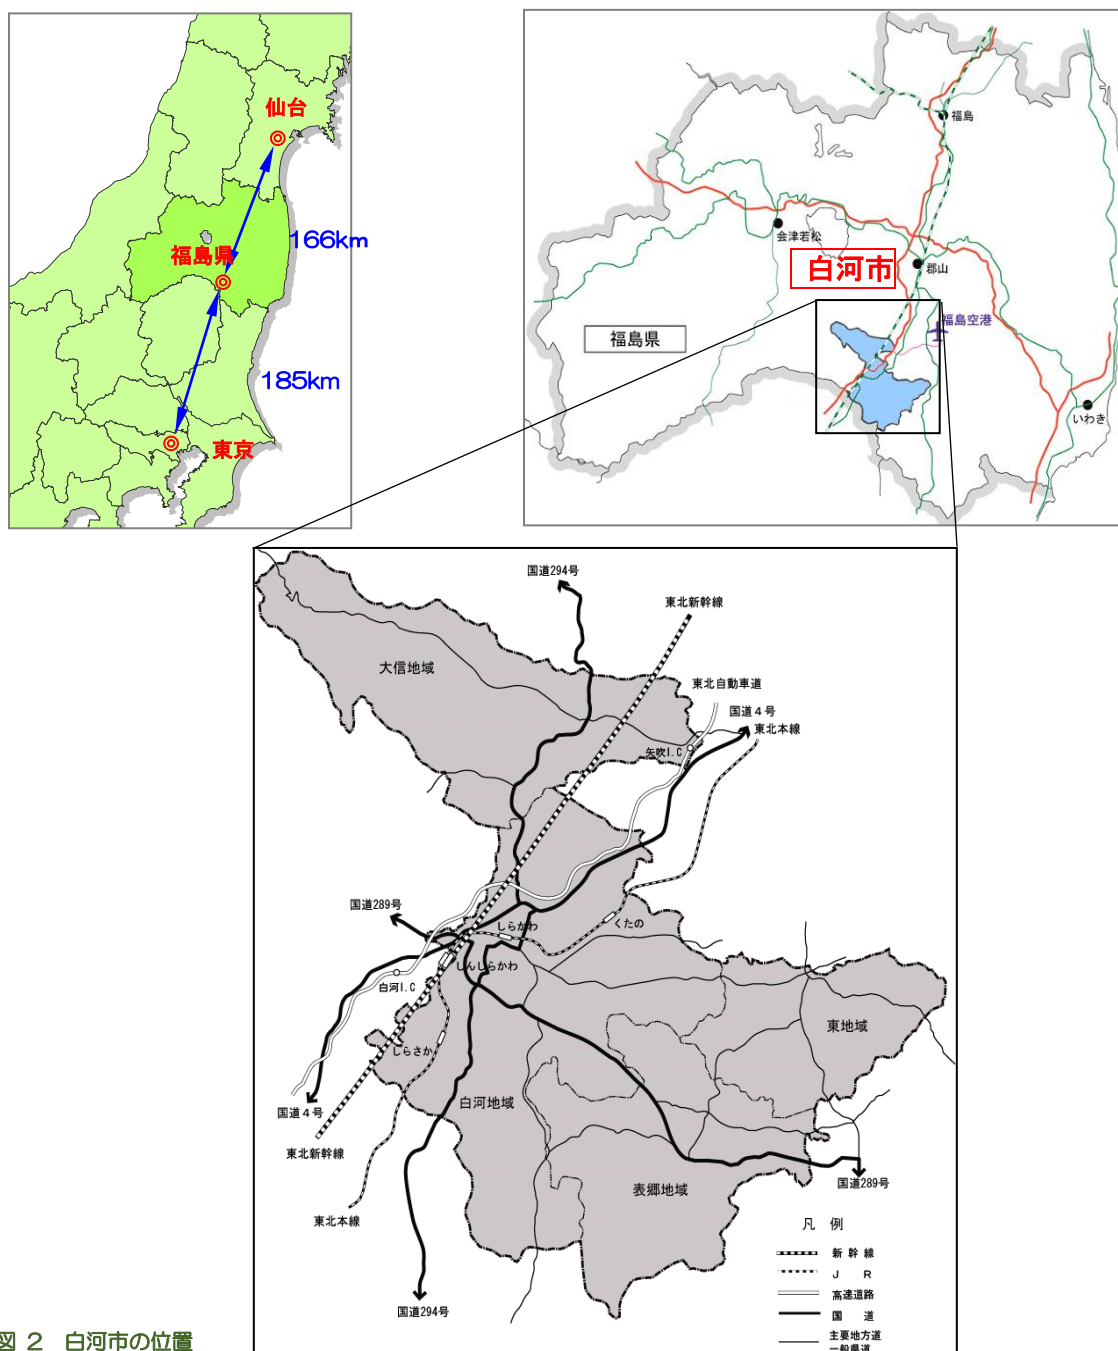 仙台
福島県
166km
185km
東京
福島
会津若松
白河市
郡山
福島空港
福島県
いわき
国道294号
東北新幹線
大信地域
東北自動車道
国道４号
東北本線
矢吹I.C
国道289号
しらかわ
くたの
しんしらかわ
白河I.C
東地域
しらさか
白河地域
国道４号
東北新幹線
表郷地域
国道289号
東北本線
国道294号
凡 例
新 幹 線
Ｊ Ｒ
高速道路
国 道
主要地方道
一般県道
図 2 白河市の位置